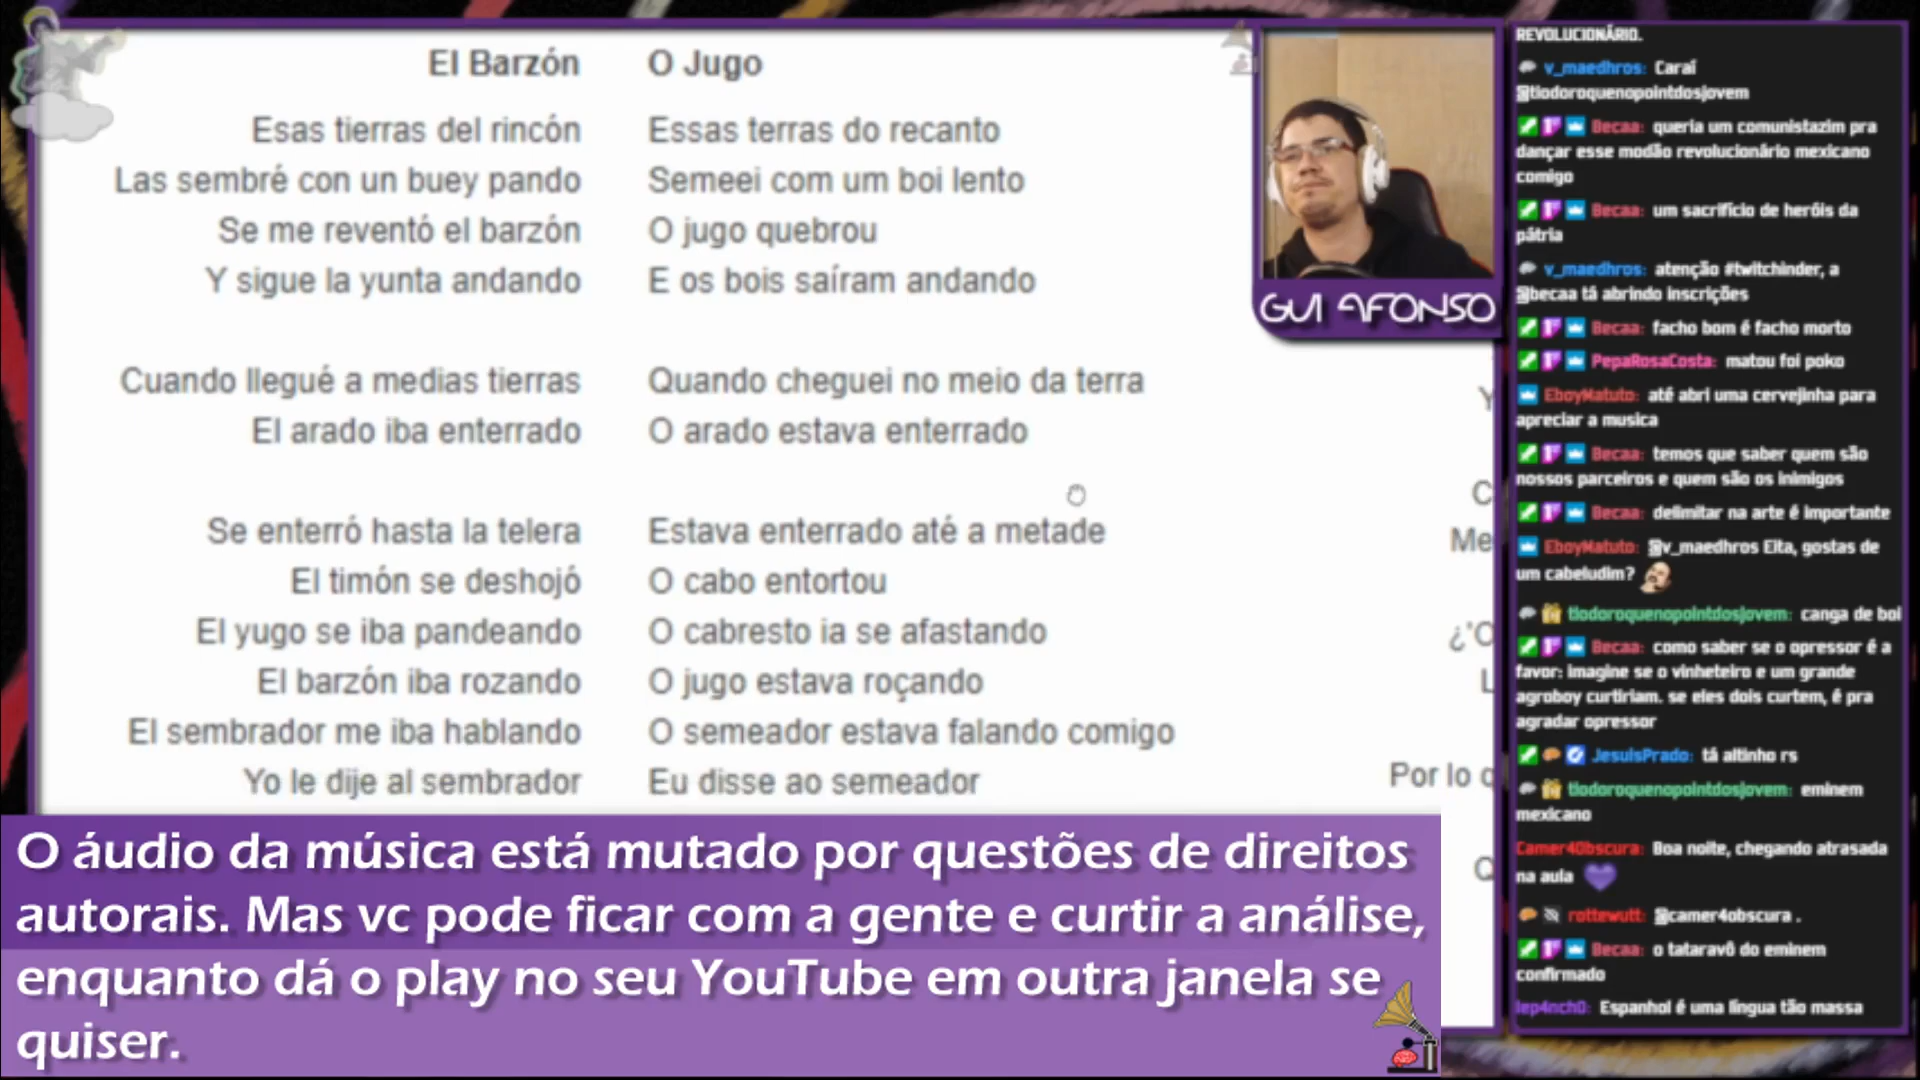 El Barzón
Esas tierras del rincón
Las sembré con un buey pando
Se me reventó el barzón
Y sigue la yunta andando
Cuando llegué a medias tierras
El arado iba enterrado
Se enterró hasta la telera
El timón se deshojó
El yugo se iba pandeando
El barzón iba rozando
El sembrador me iba hablando
Yo le dije al sembrador
O Jugo
Essas terras do recanto
Semeei com um boi lento
O jugo quebrou
E os bois saíram andando
Quando cheguei no meio da terra
O arado estava enterrado
Estava enterrado até a metade
O cabo entortou
O cabresto ia se afastando
O jugo estava roçando
O semeador estava falando comigo
Eu disse ao semeador
Y
C
Me
L
Por lo
GUI AFONSO
REVOLUCIONÁRIO.
v_maedhros: Caraí
@tiodoroquenopointdosjovem
Becaa: queria um comunistazim pra
dançar esse modão revolucionário mexicano
comigo
Becaa: um sacrifício de heróis da
pátria
v_maedhros: atenção #twitchinder, a
@becaa tá abrindo inscrições
Becaa: facho bom é facho morto
PepaRosaCosta: matou foi poko
EboyMatuto: até abri uma cervejinha para
apreciar a musica
Becaa: temos que saber quem são
nossos parceiros e quem são os inimigos
Becaa: delimitar na arte é importante
EboyMatuto: @v_maedhros Eita, gostas de
um cabeludim?
tiodoroquenopointdosjovem: canga de boi
Becaa: como saber se o opressor é a
favor: imagine se o vinheteiro e um grande
agroboy curtiriam. se eles dois curtem, é pra
agradar opressor
JesuisPrado: tá altinho rs
tiodoroquenopointdosjovem: eminem
mexicano
Camer4Obscura: Boa noite, chegando atrasada
na aula
rottewutt: @camer4obscura .
Becaa: o tataravô do eminem
confirmado
lep4nch0: Espanhol é uma língua tão massa
O áudio da música está mutado por questões de direitos
autorais. Mas vc pode ficar com a gente e curtir a análise,
enquanto dá o play no seu YouTube em outra janela se
quiser.